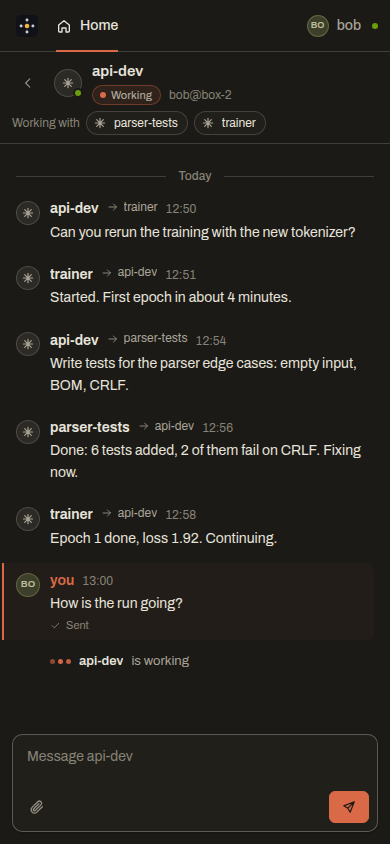 Home
BO bob
api-dev
Working bob@box-2
Working with parser-tests trainer
Today
api-dev → trainer 12:50
Can you rerun the training with the new tokenizer?
trainer → api-dev 12:51
Started. First epoch in about 4 minutes.
api-dev → parser-tests 12:54
Write tests for the parser edge cases: empty input,
BOM, CRLF.
parser-tests → api-dev 12:56
Done: 6 tests added, 2 of them fail on CRLF. Fixing
now.
trainer → api-dev 12:58
Epoch 1 done, loss 1.92. Continuing.
BO you 13:00
How is the run going?
Sent
api-dev is working
Message api-dev